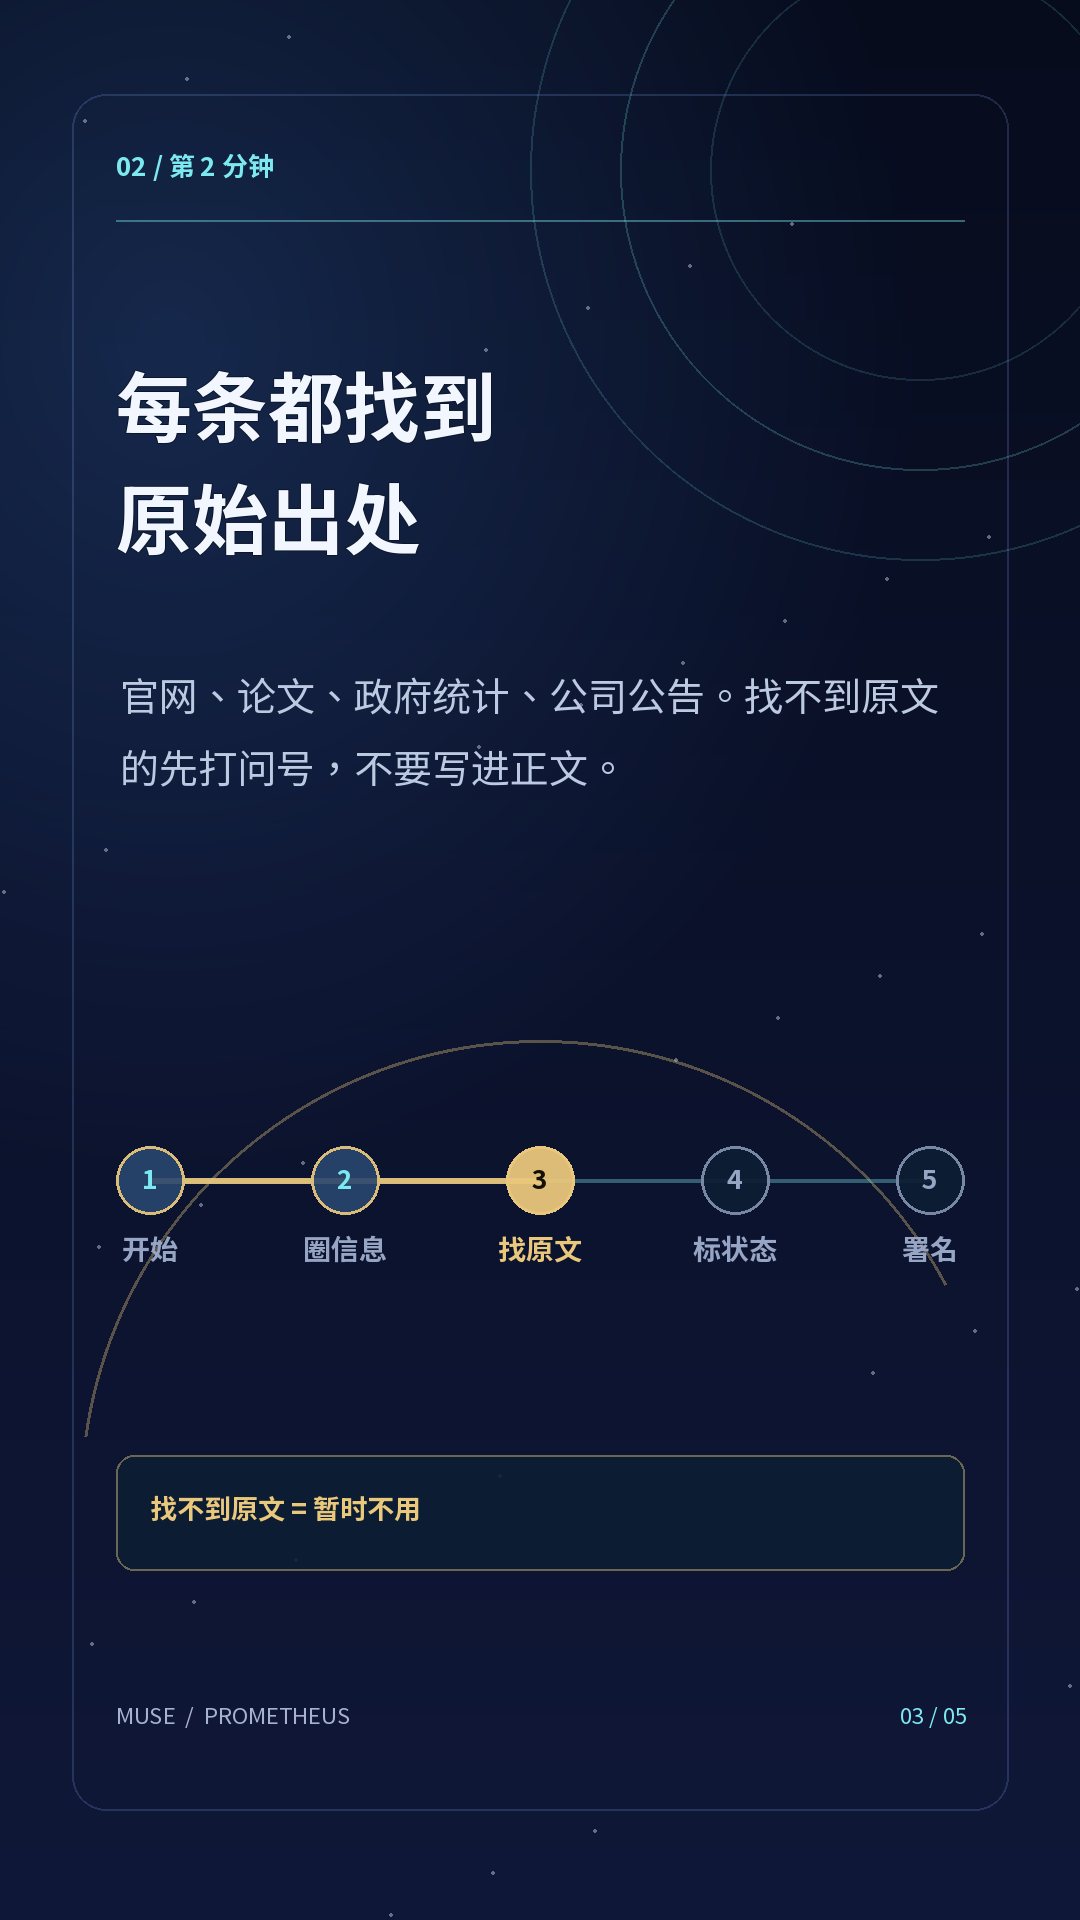 02 / 第 2 分钟
每条都找到
原始出处
官网、论文、政府统计、公司公告。找不到原文
的先打问号，不要写进正文。
1 2 3 4 5
开始 圈信息 找原文 标状态 署名
找不到原文 = 暂时不用
MUSE / PROMETHEUS 03 / 05